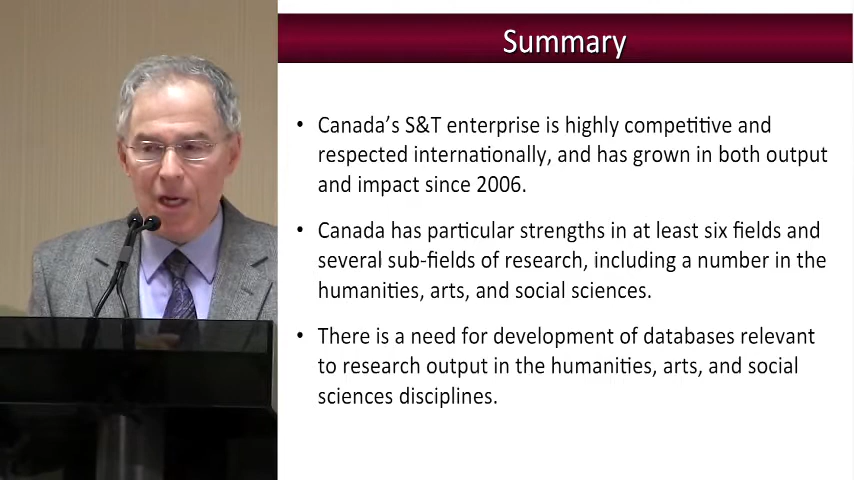 Summary
• Canada's S&T enterprise is highly competitive and
respected internationally, and has grown in both output
and impact since 2006.
• Canada has particular strengths in at least six fields and
several sub-fields of research, including a number in the
humanities, arts, and social sciences.
• There is a need for development of databases relevant
to research output in the humanities, arts, and social
sciences disciplines.